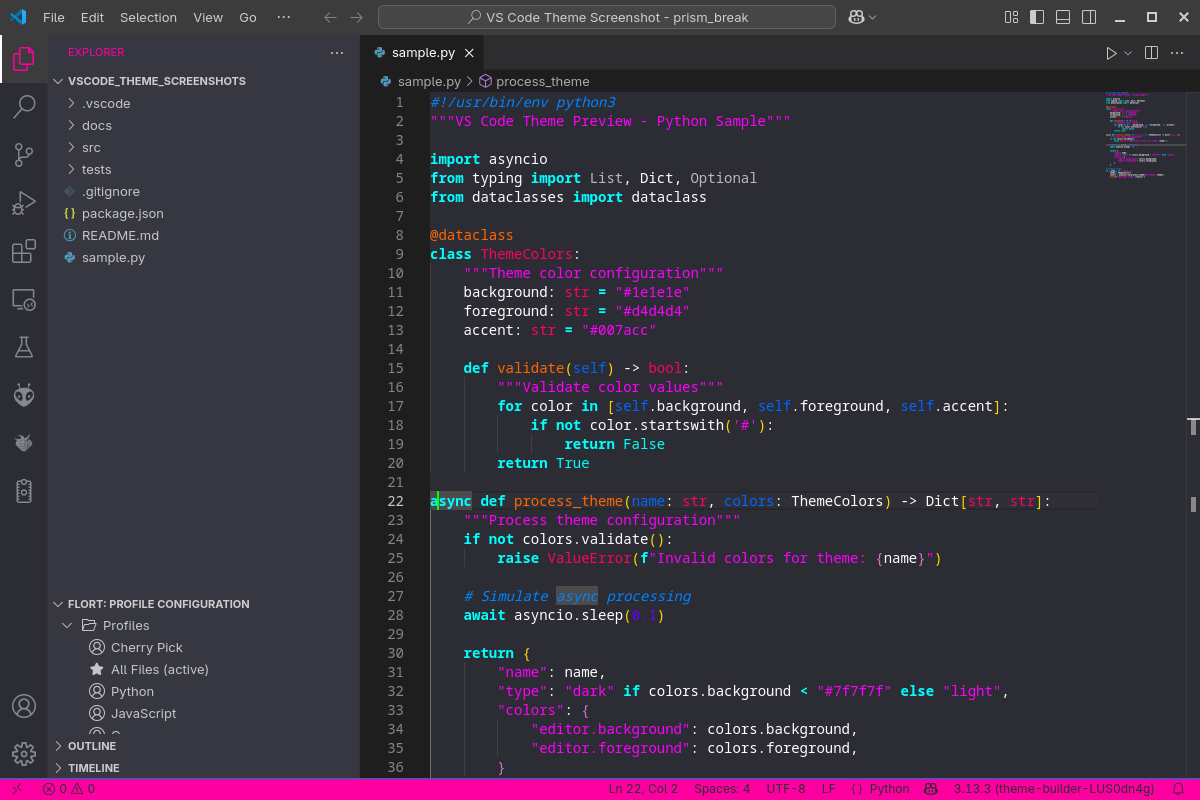 File Edit Selection View Go ⋯ VS Code Theme Screenshot - prism_break
EXPLORER
VSCODE_THEME_SCREENSHOTS
.vscode
docs
src
tests
.gitignore
package.json
README.md
sample.py
FLORT: PROFILE CONFIGURATION
Profiles
Cherry Pick
All Files (active)
Python
JavaScript
OUTLINE
TIMELINE
sample.py
sample.py > process_theme
1 #!/usr/bin/env python3
2 """VS Code Theme Preview - Python Sample"""
3
4 import asyncio
5 from typing import List, Dict, Optional
6 from dataclasses import dataclass
7
8 @dataclass
9 class ThemeColors:
10     """Theme color configuration"""
11     background: str = "#1e1e1e"
12     foreground: str = "#d4d4d4"
13     accent: str = "#007acc"
14
15     def validate(self) -> bool:
16         """Validate color values"""
17         for color in [self.background, self.foreground, self.accent]:
18             if not color.startswith('#'):
19                 return False
20         return True
21
22 async def process_theme(name: str, colors: ThemeColors) -> Dict[str, str]:
23     """Process theme configuration"""
24     if not colors.validate():
25         raise ValueError(f"Invalid colors for theme: {name}")
26
27     # Simulate async processing
28     await asyncio.sleep(0.1)
29
30     return {
31         "name": name,
32         "type": "dark" if colors.background < "#7f7f7f" else "light",
33         "colors": {
34             "editor.background": colors.background,
35             "editor.foreground": colors.foreground,
36         }
0 0 Ln 22, Col 2 Spaces: 4 UTF-8 LF Python 3.13.3 (theme-builder-LUS0dn4g)